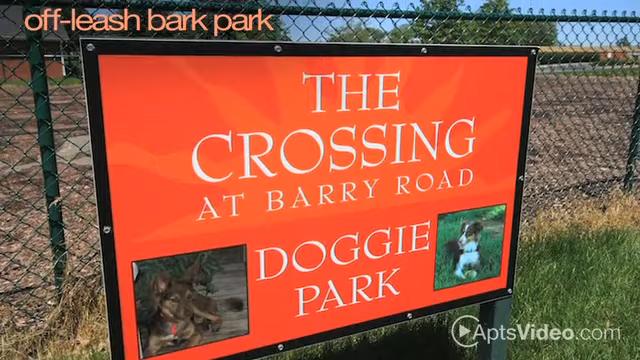 off-leash bark park
THE
CROSSING
AT BARRY ROAD
DOGGIE
PARK
AptsVideo.com